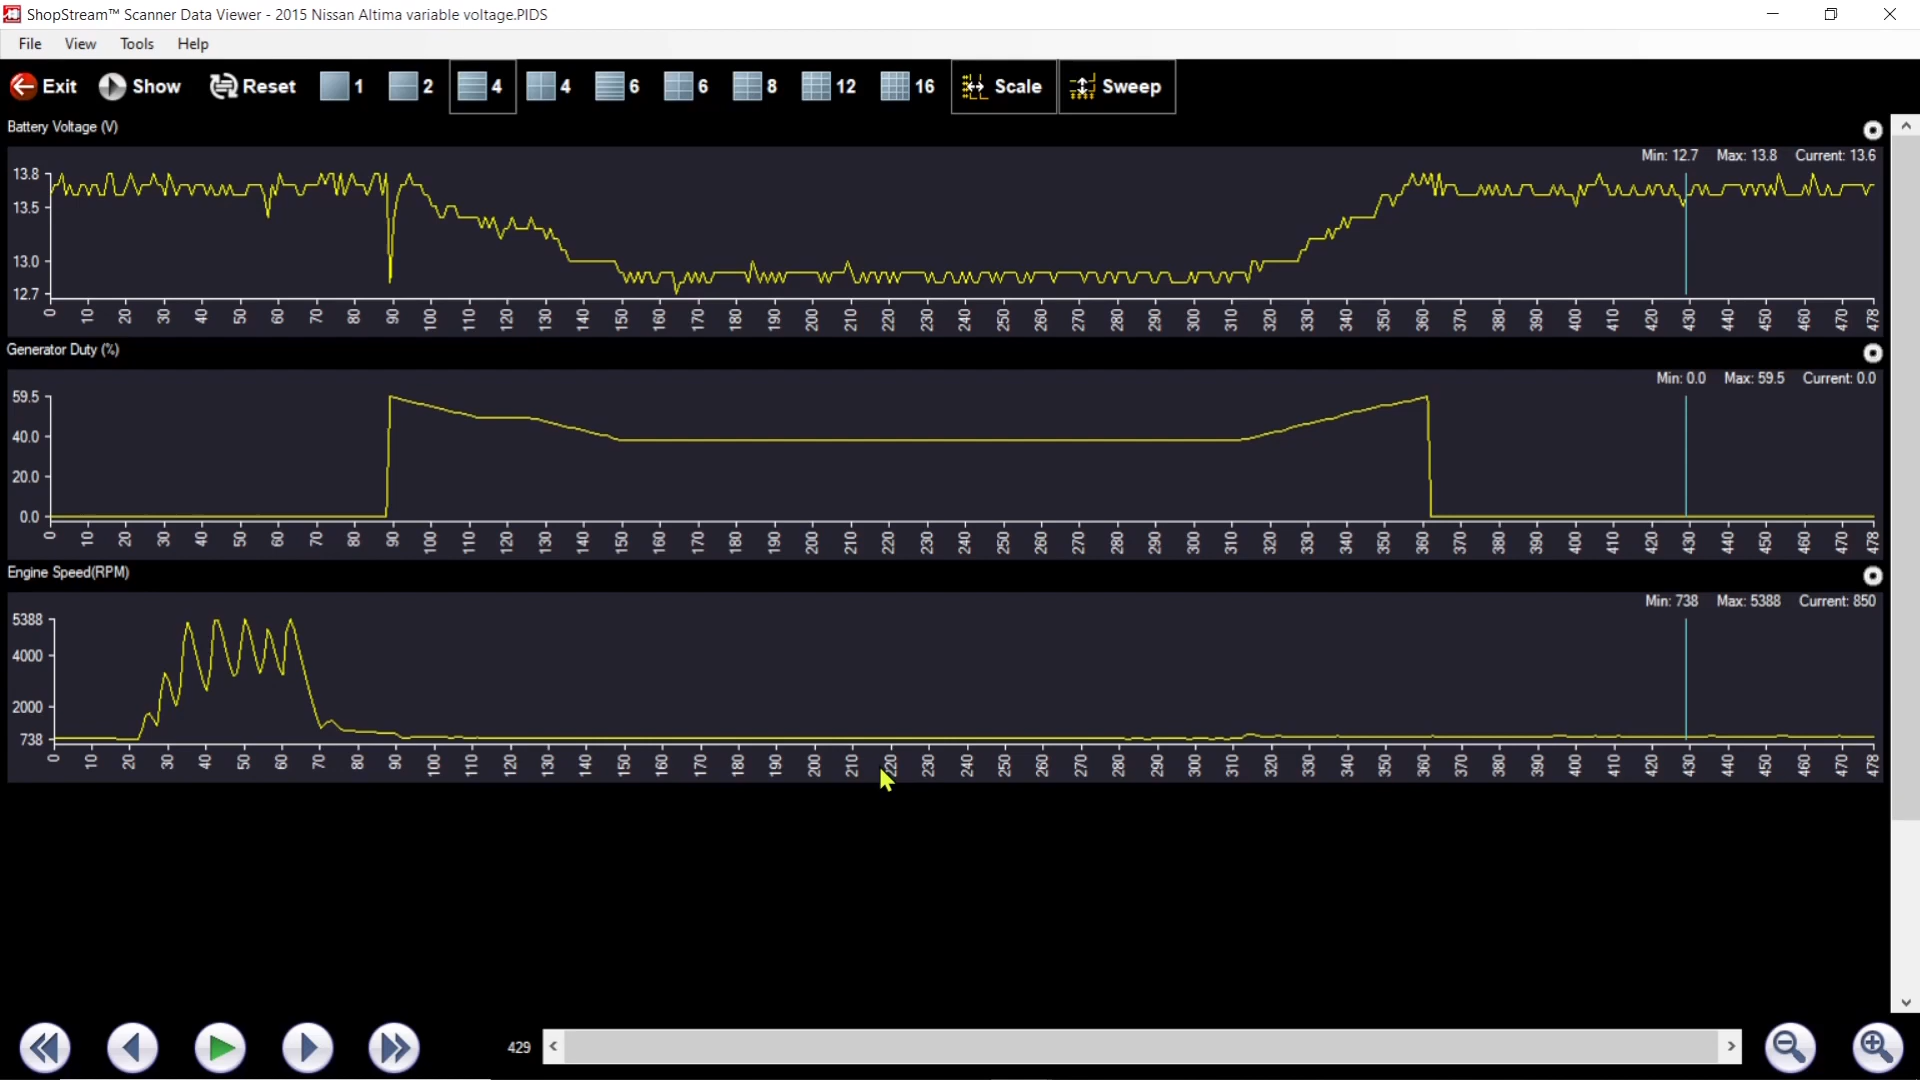 ShopStream™ Scanner Data Viewer - 2015 Nissan Altima variable voltage.PIDS
File View Tools Help
Exit Show Reset 1 2 4 4 6 6 8 12 16 Scale Sweep
Battery Voltage (V)
Min: 12.7 Max: 13.8 Current: 13.6
13.8
13.5
13.0
12.7
0 10 20 30 40 50 60 70 80 90 100 110 120 130 140 150 160 170 180 190 200 210 220 230 240 250 260 270 280 290 300 310 320 330 340 350 360 370 380 390 400 410 420 430 440 450 460 470 478
Generator Duty (%)
Min: 0.0 Max: 59.5 Current: 0.0
59.5
40.0
20.0
0.0
0 10 20 30 40 50 60 70 80 90 100 110 120 130 140 150 160 170 180 190 200 210 220 230 240 250 260 270 280 290 300 310 320 330 340 350 360 370 380 390 400 410 420 430 440 450 460 470 478
Engine Speed(RPM)
Min: 738 Max: 5388 Current: 850
5388
4000
2000
738
0 10 20 30 40 50 60 70 80 90 100 110 120 130 140 150 160 170 180 190 200 210 220 230 240 250 260 270 280 290 300 310 320 330 340 350 360 370 380 390 400 410 420 430 440 450 460 470 478
429